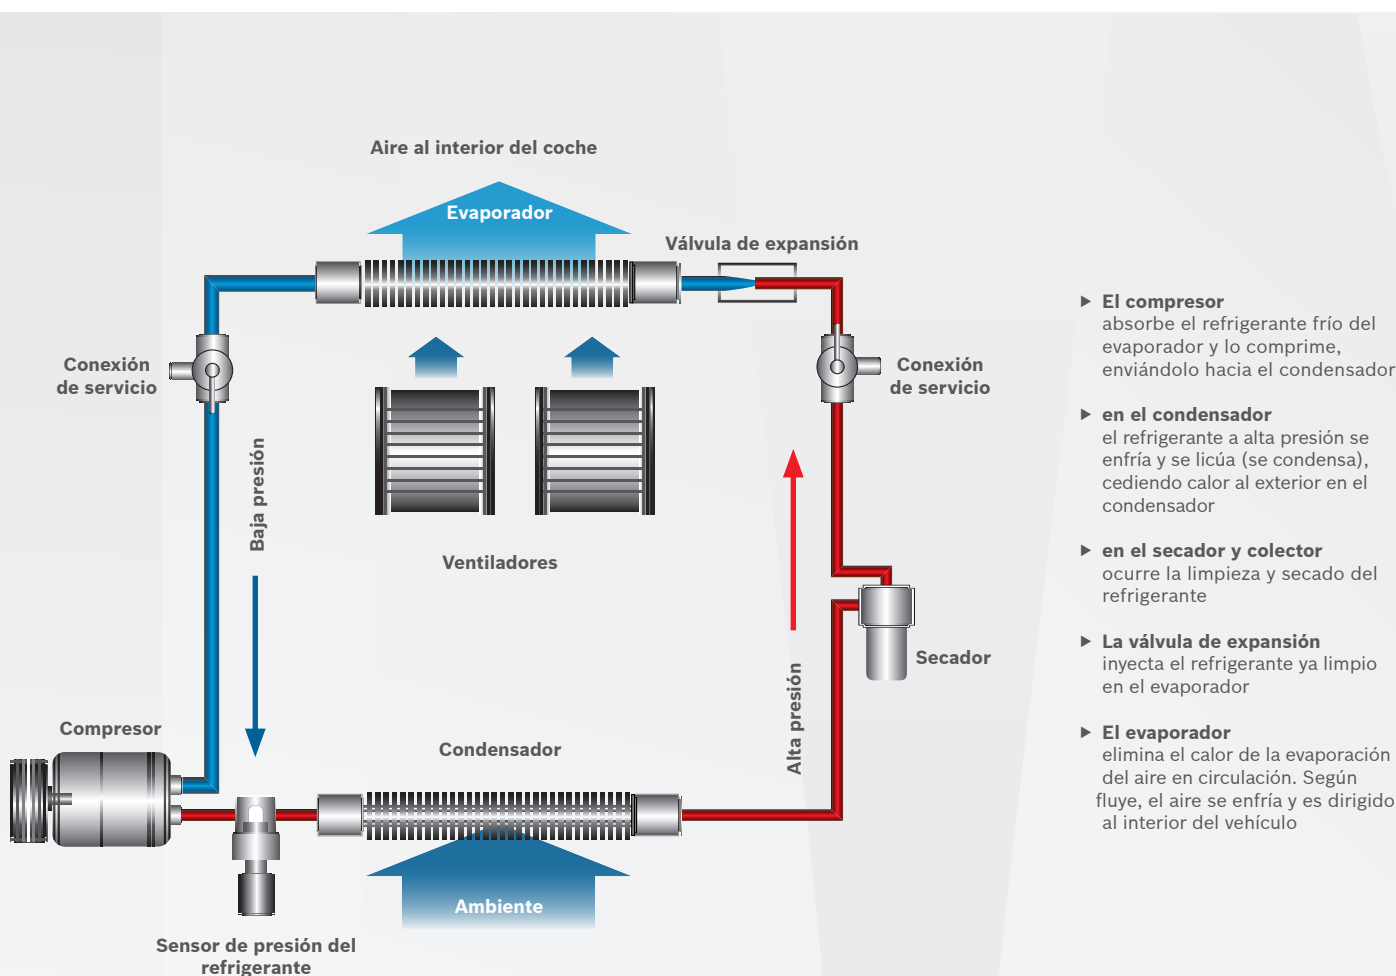 Aire al interior del coche
Evaporador
Válvula de expansión
Conexión
de servicio
Conexión
de servicio
Baja presión
Ventiladores
Alta presión
Secador
Compresor
Condensador
Ambiente
Sensor de presión del
refrigerante
El compresor
absorbe el refrigerante frío del
evaporador y lo comprime,
enviándolo hacia el condensador
en el condensador
el refrigerante a alta presión se
enfría y se licúa (se condensa),
cediendo calor al exterior en el
condensador
en el secador y colector
ocurre la limpieza y secado del
refrigerante
La válvula de expansión
inyecta el refrigerante ya limpio
en el evaporador
El evaporador
elimina el calor de la evaporación
del aire en circulación. Según
fluye, el aire se enfría y es dirigido
al interior del vehículo